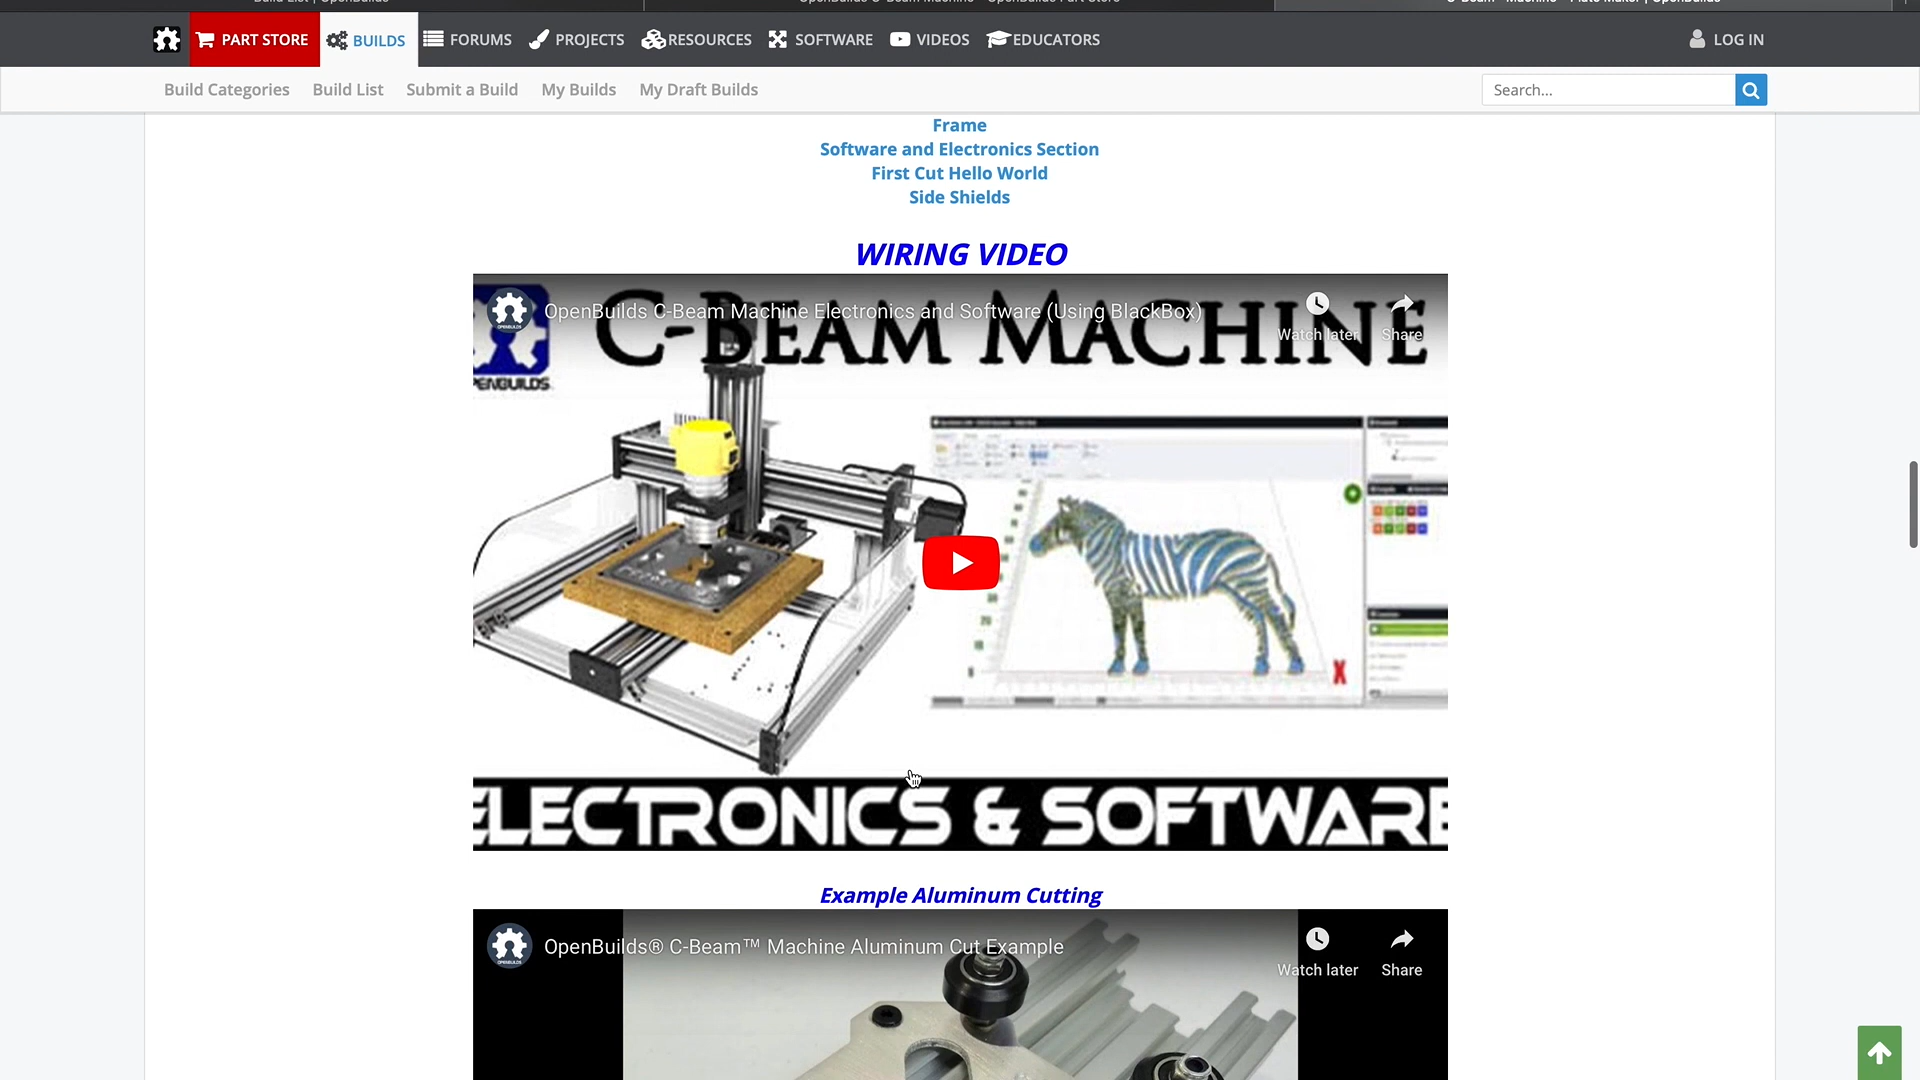 PART STORE
BUILDS
FORUMS
PROJECTS
RESOURCES
SOFTWARE
VIDEOS
EDUCATORS
LOG IN
Build Categories
Build List
Submit a Build
My Builds
My Draft Builds
Search...
Frame
Software and Electronics Section
First Cut Hello World
Side Shields
WIRING VIDEO
OpenBuilds C-Beam Machine Electronics and Software (Using BlackBox)
C-BEAM MACHINE
Watch later
Share
ELECTRONICS & SOFTWARE
Example Aluminum Cutting
OpenBuilds® C-Beam™ Machine Aluminum Cut Example
Watch later
Share